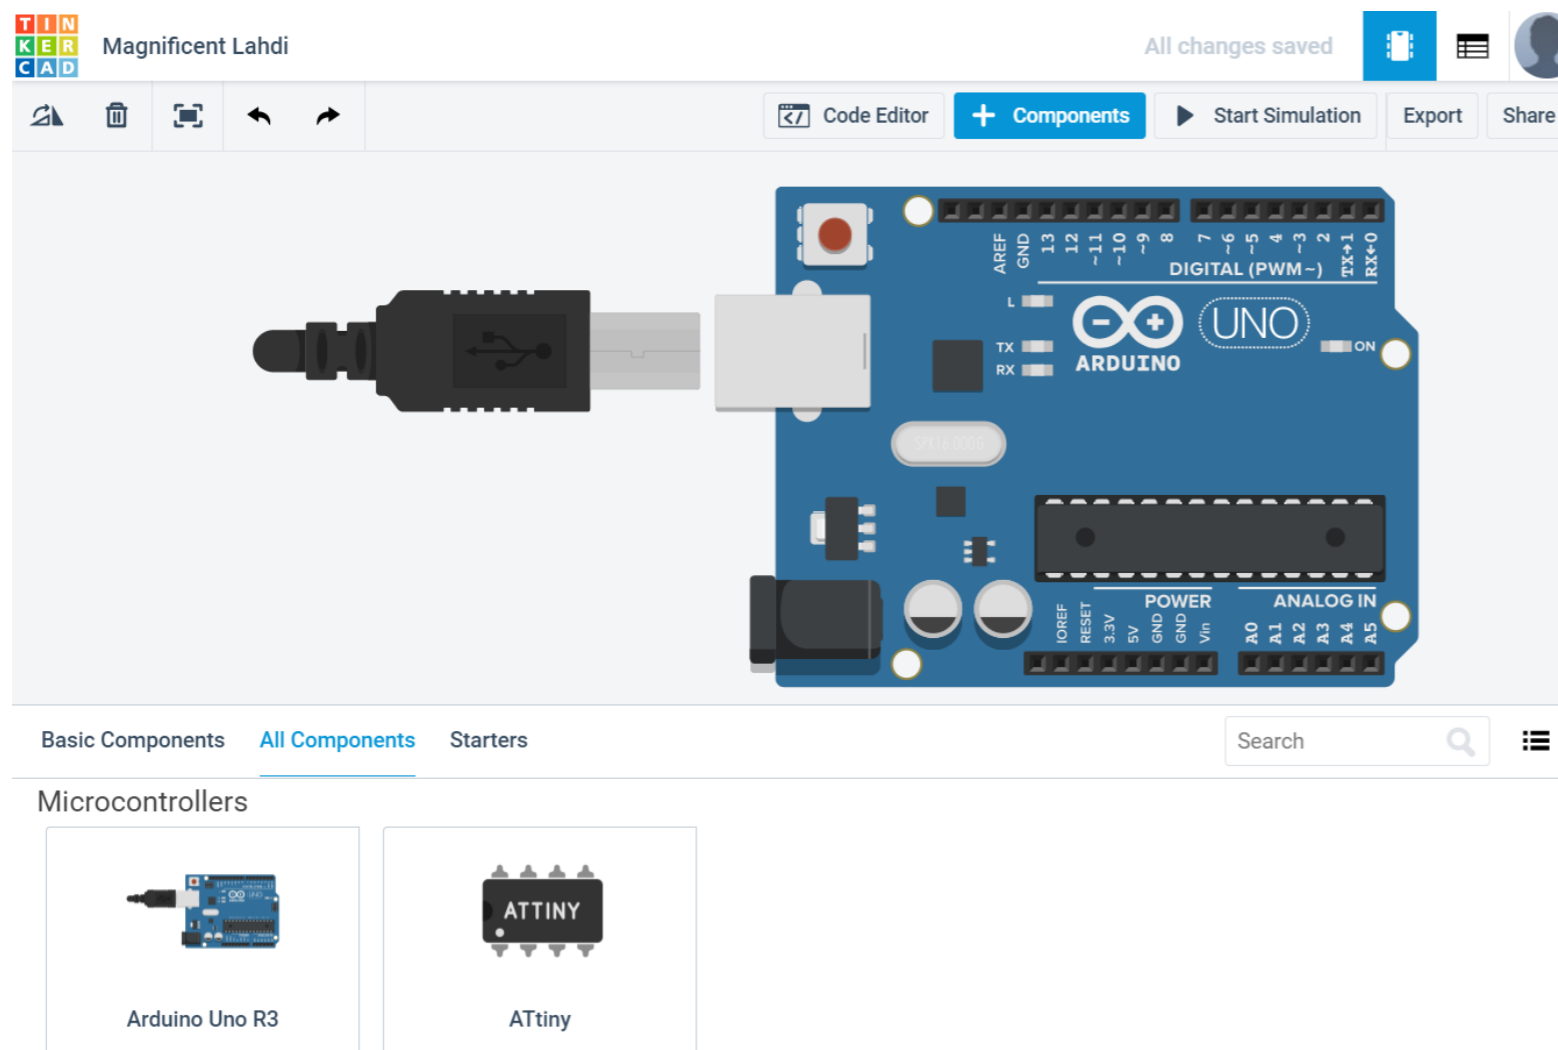 TIN
KER
CAD
Magnificent Lahdi
All changes saved
Code Editor
Components
Start Simulation
Export
Share
AREF
GND
13
12
~11
~10
~9
8
7
~6
~5
4
~3
2
TX→1
RX←0
DIGITAL (PWM~)
L
TX
RX
ARDUINO
UNO
ON
SPK16.000G
POWER
ANALOG IN
IOREF
RESET
3.3V
5V
GND
GND
Vin
A0
A1
A2
A3
A4
A5
Basic Components
All Components
Starters
Search
Microcontrollers
ATTINY
Arduino Uno R3
ATtiny